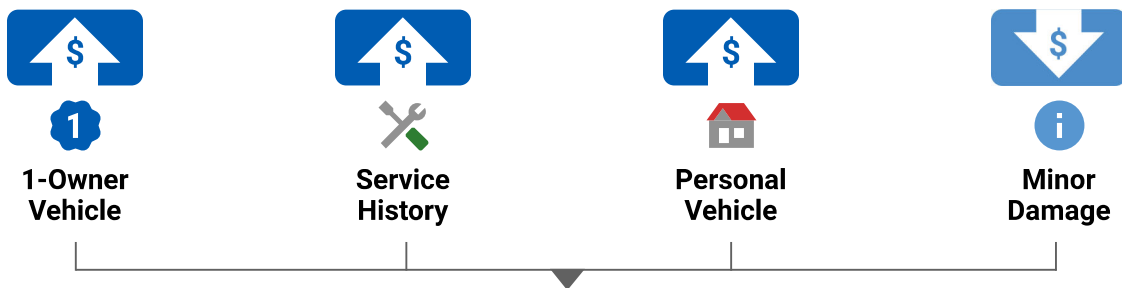 $ $ $ $
1 i
1-Owner Service Personal Minor
Vehicle History Vehicle Damage